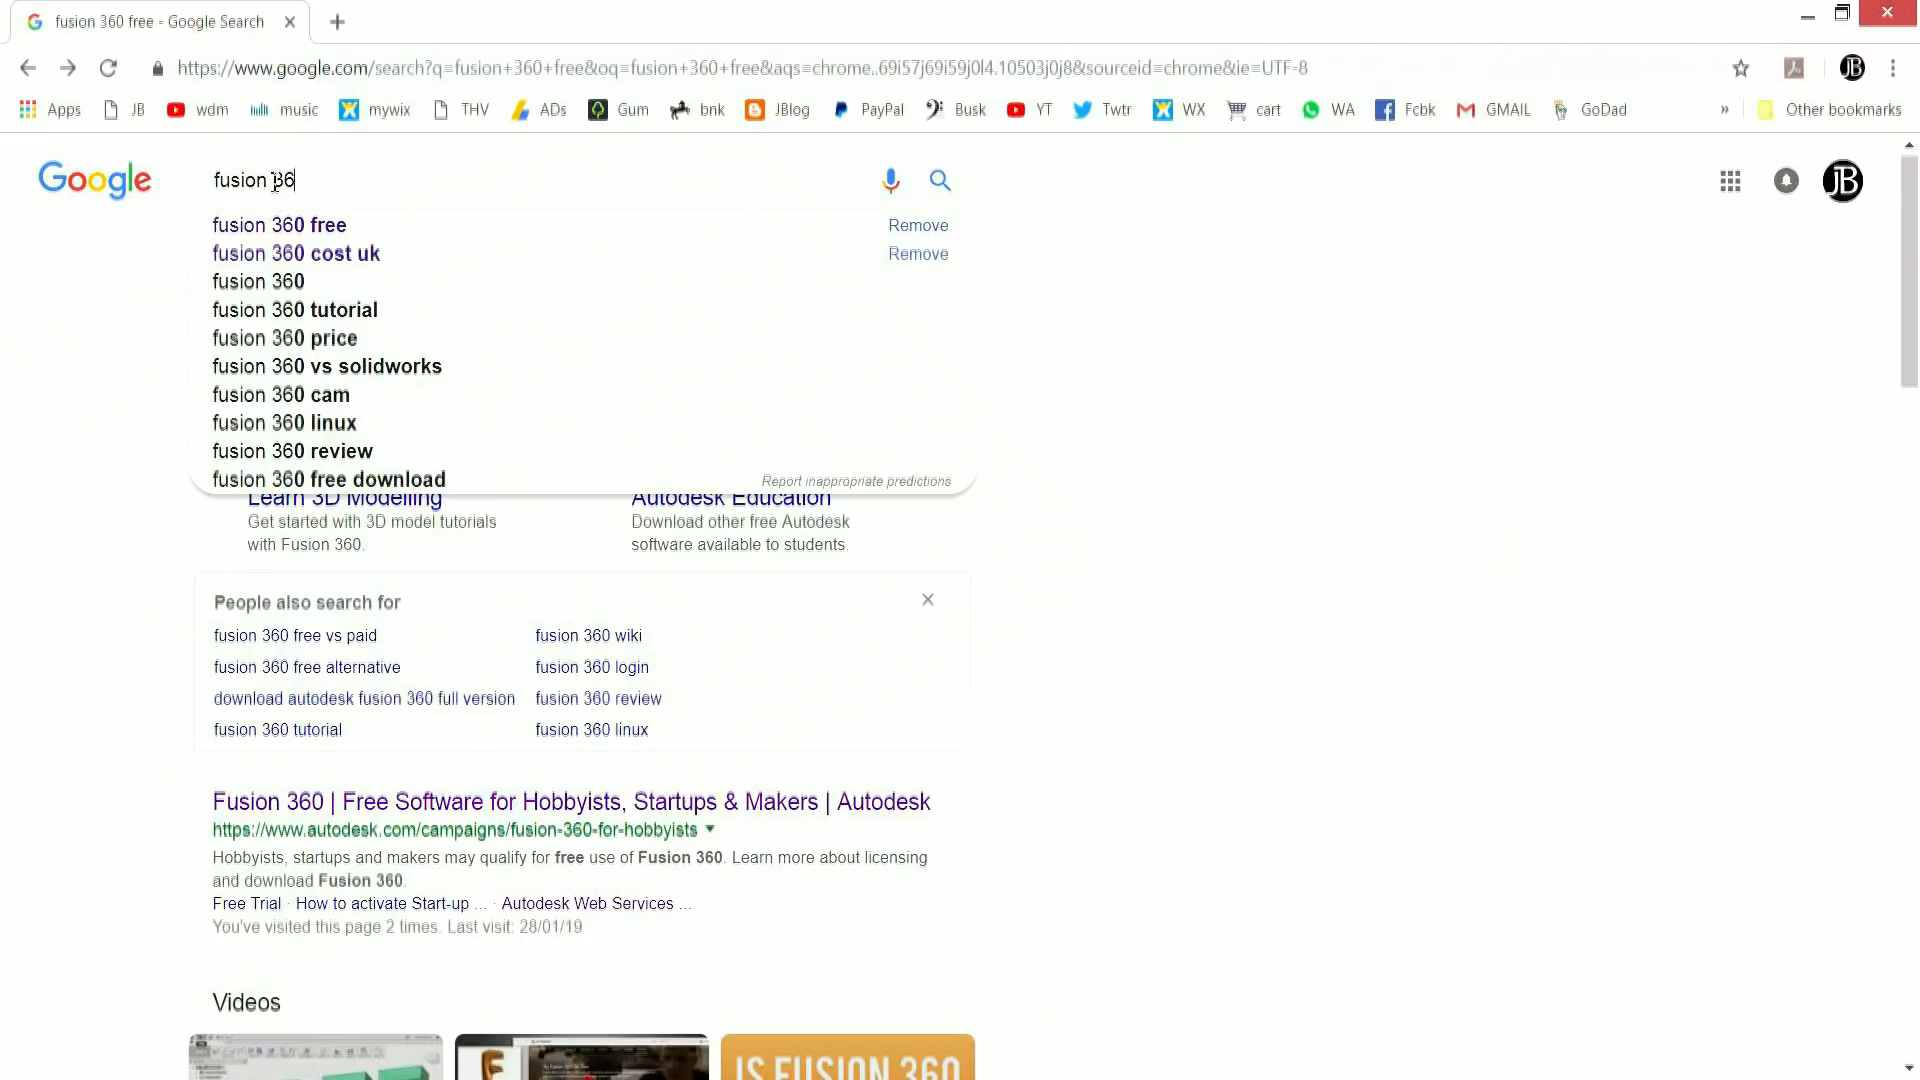 fusion 360 free - Google Search
https://www.google.com/search?q=fusion+360+free&oq=fusion+360+free&aqs=chrome..69i57j69i59j0l4.10503j0j8&sourceid=chrome&ie=UTF-8
Apps JB wdm music mywix THV ADs Gum bnk JBlog PayPal Busk YT Twtr WX cart WA Fcbk GMAIL GoDad » Other bookmarks
Google fusion 36 JB
fusion 360 free Remove
fusion 360 cost uk Remove
fusion 360
fusion 360 tutorial
fusion 360 price
fusion 360 vs solidworks
fusion 360 cam
fusion 360 linux
fusion 360 review
fusion 360 free download Report inappropriate predictions
Learn 3D Modelling Autodesk Education
Get started with 3D model tutorials Download other free Autodesk
with Fusion 360. software available to students.
People also search for
fusion 360 free vs paid fusion 360 wiki
fusion 360 free alternative fusion 360 login
download autodesk fusion 360 full version fusion 360 review
fusion 360 tutorial fusion 360 linux
Fusion 360 | Free Software for Hobbyists, Startups & Makers | Autodesk
https://www.autodesk.com/campaigns/fusion-360-for-hobbyists
Hobbyists, startups and makers may qualify for free use of Fusion 360. Learn more about licensing
and download Fusion 360.
Free Trial · How to activate Start-up ... · Autodesk Web Services ...
You've visited this page 2 times. Last visit: 28/01/19
Videos
IS FUSION 360